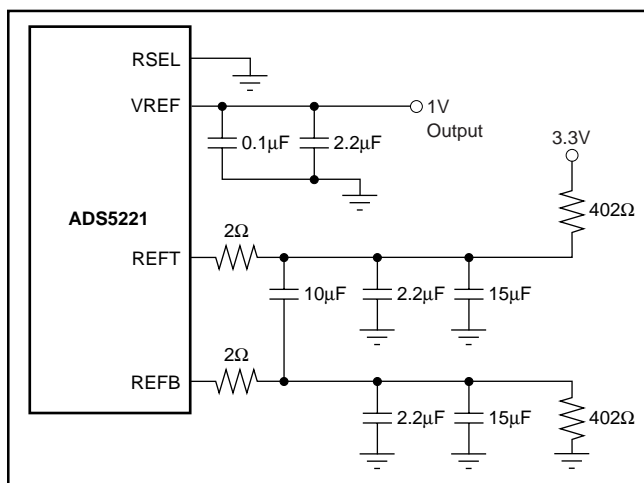 RSEL
VREF
1V
Output
0.1µF
2.2µF
3.3V
402Ω
ADS5221
2Ω
REFT
10µF
2.2µF
15µF
2Ω
REFB
2.2µF
15µF
402Ω